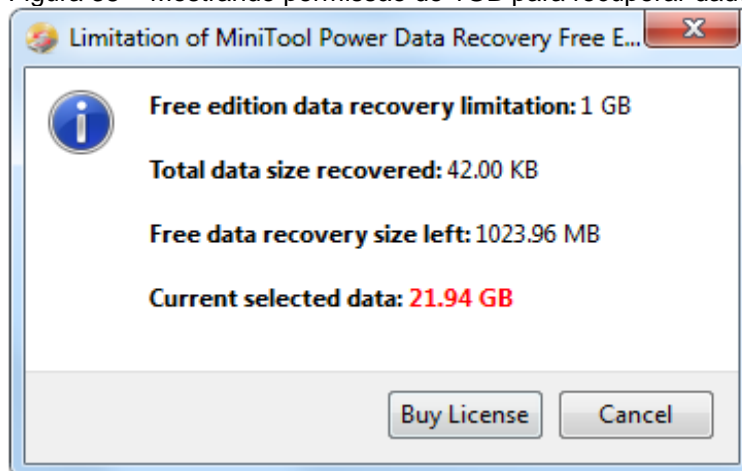 Limitation of MiniTool Power Data Recovery Free E...
Free edition data recovery limitation: 1 GB
Total data size recovered: 42.00 KB
Free data recovery size left: 1023.96 MB
Current selected data: 21.94 GB
Buy License Cancel